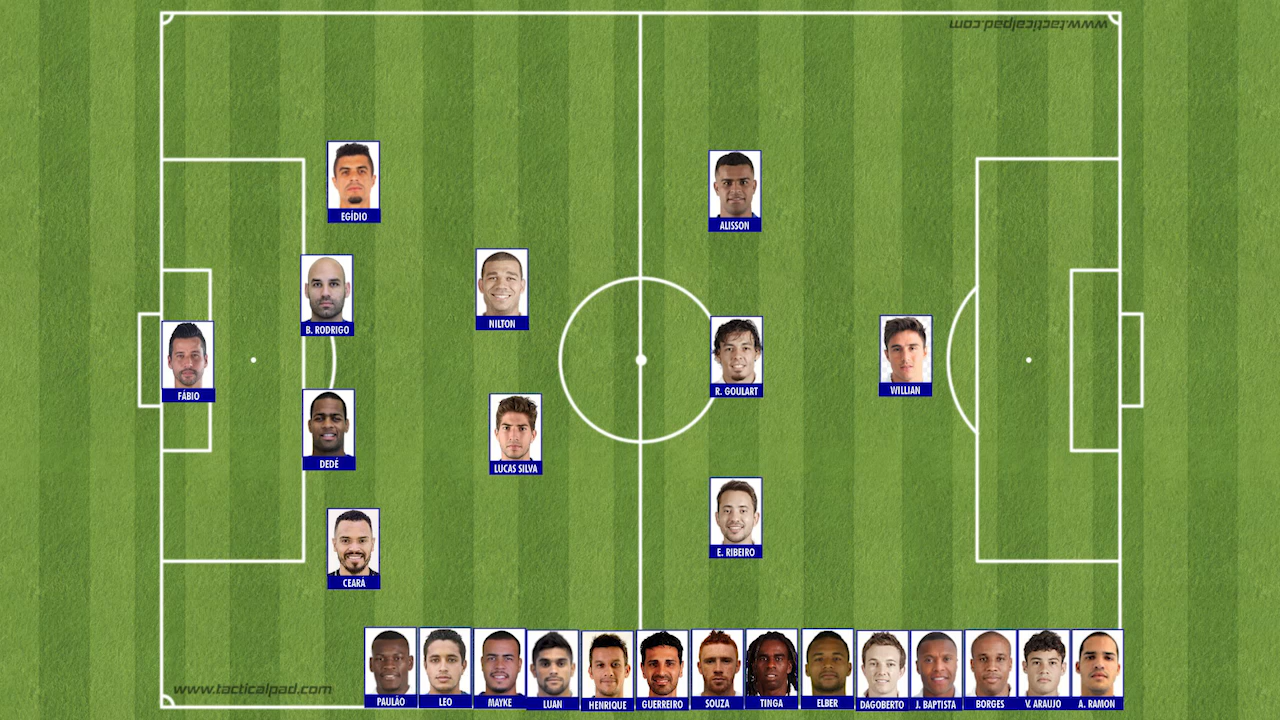 www.tacticalpad.com
EGÍDIO
ALISSON
B. RODRIGO
NILTON
FÁBIO
R. GOULART
WILLIAN
DEDÉ
LUCAS SILVA
E. RIBEIRO
CEARÁ
www.tacticalpad.com
PAULÃO
LEO
MAYKE
LUAN
HENRIQUE
GUERREIRO
SOUZA
TINGA
ELBER
DAGOBERTO
J. BAPTISTA
BORGES
V. ARAUJO
A. RAMON